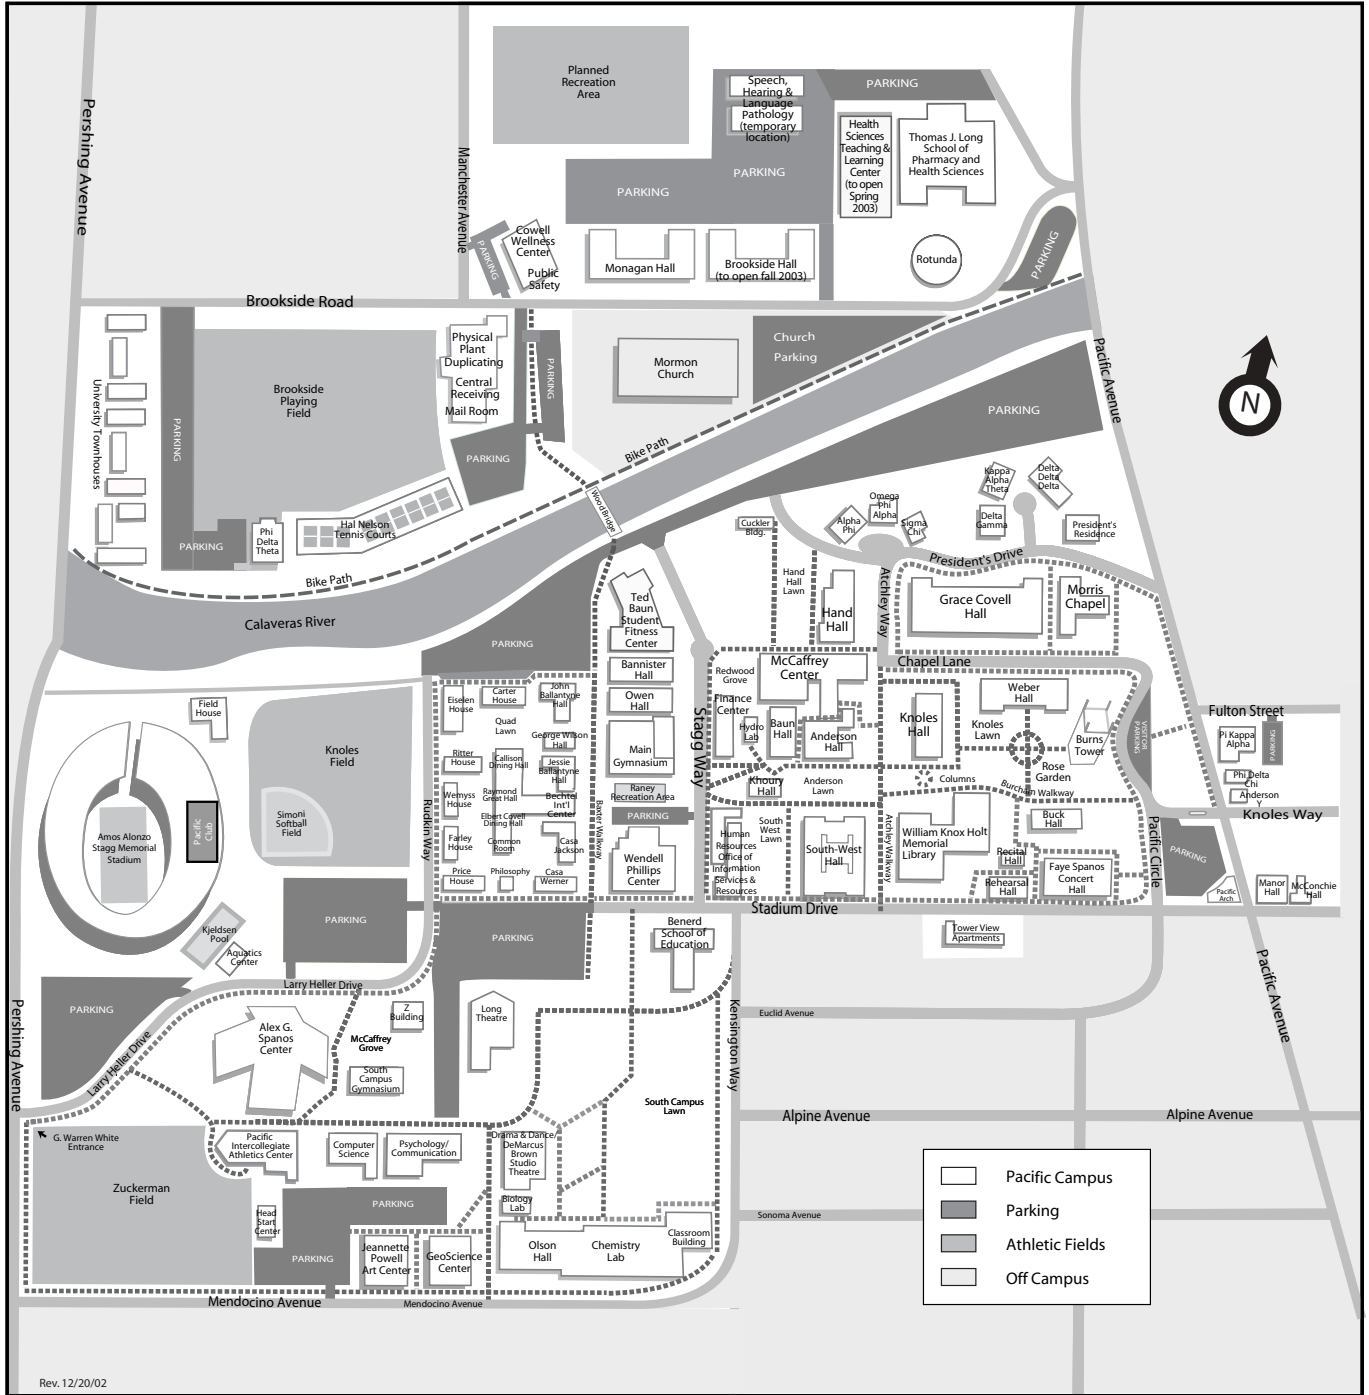 Planned
Recreation
Area
Speech,
Hearing &
Language
Pathology
(temporary
location)
PARKING
Health
Sciences
Teaching &
Learning
Center
(to open
Spring
2003)
Thomas J. Long
School of
Pharmacy and
Health Sciences
PARKING
PARKING
Pershing Avenue
Manchester Avenue
PARKING
Cowell
Wellness
Center
Public
Safety
Monagan Hall
Brookside Hall
(to open fall 2003)
Rotunda
PARKING
Brookside Road
University Townhouses
PARKING
Brookside
Playing
Field
Physical
Plant
Duplicating
Central
Receiving
Mail Room
PARKING
Mormon
Church
Church
Parking
Pacific Avenue
N
PARKING
PARKING
Bike Path
Wood Bridge
PARKING
Phi
Delta
Theta
Hal Nelson
Tennis Courts
Bike Path
Calaveras River
Cuckler
Bldg.
Alpha
Phi
Omega
Phi
Alpha
Sigma
Chi
Kappa
Alpha
Theta
Delta
Delta
Delta
Delta
Gamma
President's
Residence
President's Drive
PARKING
Ted
Baun
Student
Fitness
Center
Hand
Hall
Lawn
Hand
Hall
Atchley Way
Grace Covell
Hall
Morris
Chapel
Chapel Lane
Field
House
Knoles
Field
Eiselen
House
Carter
House
John
Ballantyne
Hall
Quad
Lawn
George Wilson
Hall
Bannister
Hall
Owen
Hall
Main
Gymnasium
Stagg Way
Redwood
Grove
Finance
Center
McCaffrey
Center
Hydro
Lab
Baun
Hall
Anderson
Hall
Knoles
Hall
Weber
Hall
Knoles
Lawn
Burns
Tower
VISITOR
PARKING
Fulton Street
Pi Kappa
Alpha
PARKING
Rose
Garden
Phi Delta
Chi
Anderson
Y
Knoles Way
Ritter
House
Callison
Dining Hall
Jessie
Ballantyne
Hall
Wemyss
House
Raymond
Great Hall
Bechtel
Int'l
Center
Raney
Recreation Area
PARKING
Khoury
Hall
Anderson
Lawn
Columns
Burcham Walkway
Amos Alonzo
Stagg Memorial
Stadium
Pacific
Club
Simoni
Softball
Field
Rudkin Way
Elbert Covell
Dining Hall
Farley
House
Common
Room
Casa
Jackson
Baxter Walkway
Wendell
Phillips
Center
Human
Resources
Office of
Information
Services &
Resources
South
West
Lawn
South-West
Hall
Atchley Walkway
William Knox Holt
Memorial
Library
Buck
Hall
Recital
Hall
Rehearsal
Hall
Faye Spanos
Concert
Hall
Pacific Circle
PARKING
Pacific
Arch
Manor
Hall
McConchie
Hall
Price
House
Philosophy
Casa
Werner
Stadium Drive
Kjeldsen
Pool
Aquatics
Center
PARKING
PARKING
Benerd
School of
Education
Tower View
Apartments
Pacific Avenue
Larry Heller Drive
PARKING
Pershing Avenue
Larry Heller Drive
Alex G.
Spanos
Center
Z
Building
McCaffrey
Grove
South
Campus
Gymnasium
Long
Theatre
Kensington Way
Euclid Avenue
South Campus
Lawn
Alpine Avenue
Alpine Avenue
G. Warren White
Entrance
Zuckerman
Field
Pacific
Intercollegiate
Athletics Center
Computer
Science
Psychology/
Communication
Drama & Dance/
DeMarcus
Brown
Studio
Theatre
Biology
Lab
Head
Start
Center
PARKING
PARKING
Jeannette
Powell
Art Center
GeoScience
Center
Olson
Hall
Chemistry
Lab
Classroom
Building
Sonoma Avenue
Mendocino Avenue
Mendocino Avenue
Pacific Campus
Parking
Athletic Fields
Off Campus
Rev. 12/20/02